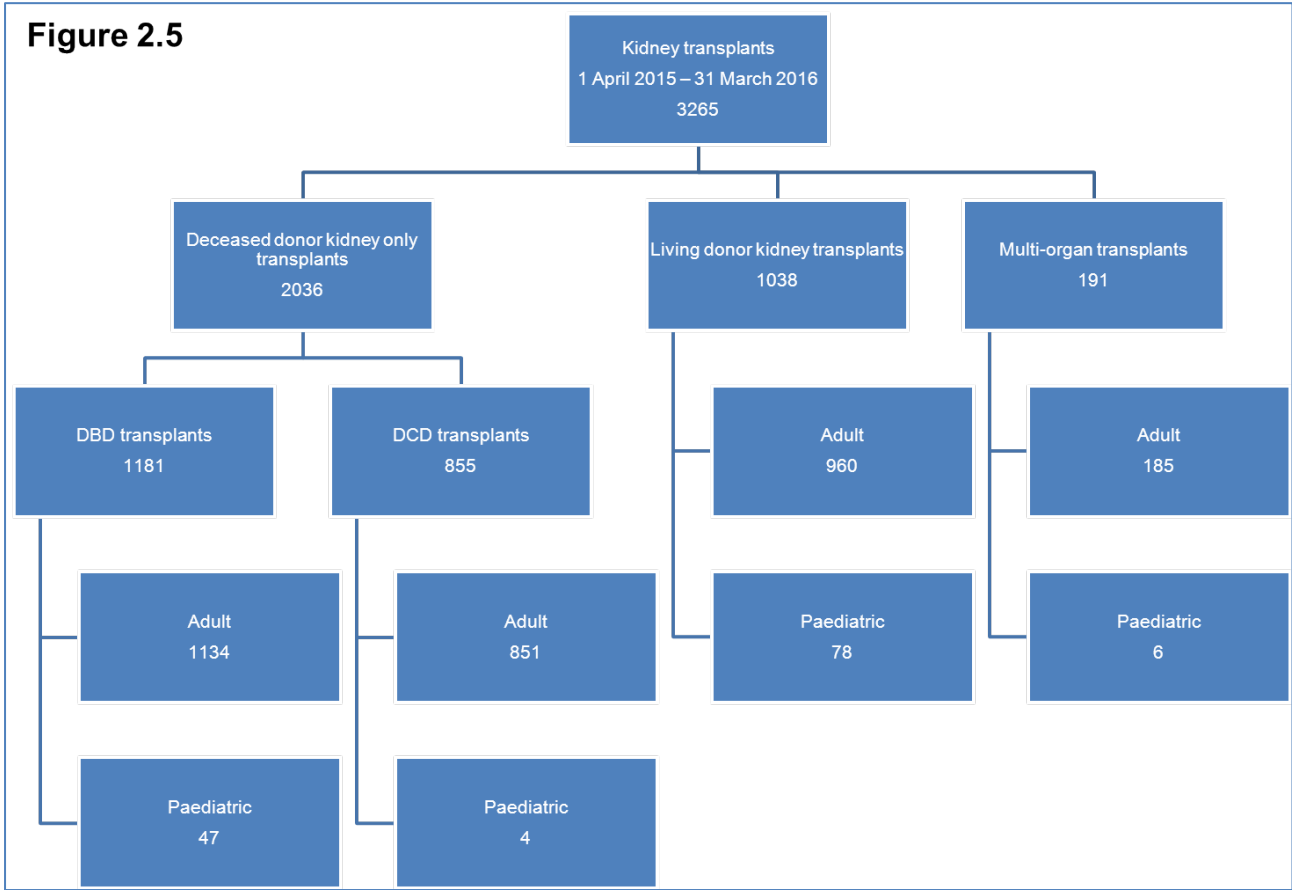 Figure 2.5
Kidney transplants
1 April 2015 – 31 March 2016
3265
Deceased donor kidney only
transplants
2036
Living donor kidney transplants
1038
Multi-organ transplants
191
DBD transplants
1181
DCD transplants
855
Adult
960
Adult
185
Adult
1134
Adult
851
Paediatric
78
Paediatric
6
Paediatric
47
Paediatric
4